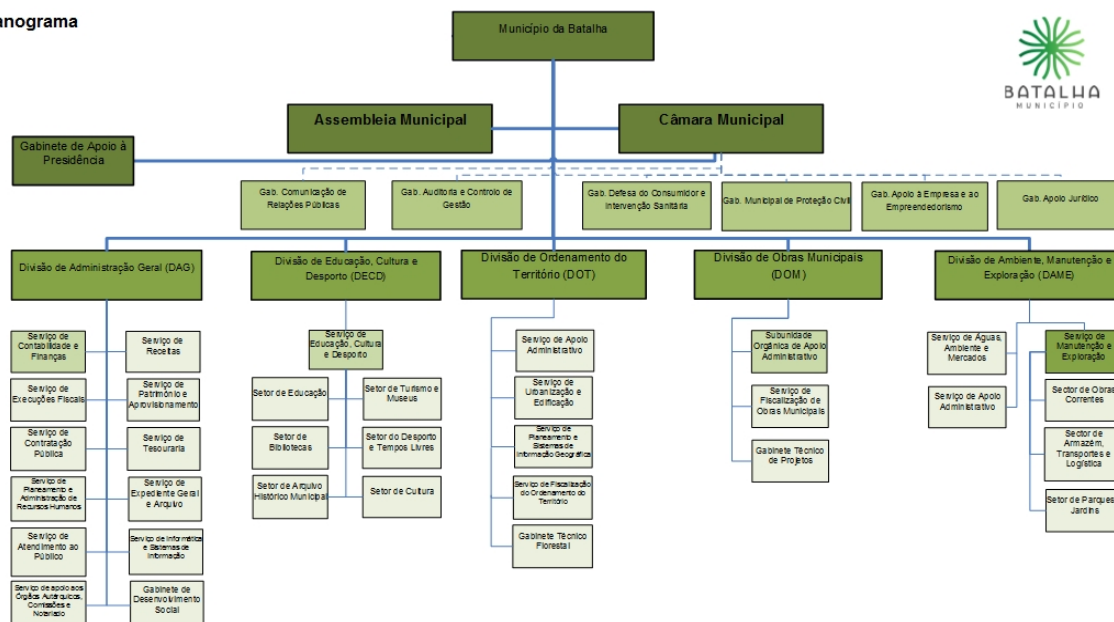 anograma
Município da Batalha
BATALHA
MUNICÍPIO
Assembleia Municipal
Câmara Municipal
Gabinete de Apoio à
Presidência
Gab. Comunicação de
Relações Públicas
Gab. Auditoria e Controlo de
Gestão
Gab. Defesa do Consumidor e
Intervenção Sanitária
Gab. Municipal de Proteção Civil
Gab. Apoio à Empresa e ao
Empreendedorismo
Gab. Apoio Jurídico
Divisão de Administração Geral (DAG)
Divisão de Educação, Cultura e
Desporto (DECD)
Divisão de Ordenamento do
Território (DOT)
Divisão de Obras Municipais
(DOM)
Divisão de Ambiente, Manutenção e
Exploração (DAME)
Serviço de
Contabilidade e
Finanças
Serviço de
Receitas
Serviço de
Execuções Fiscais
Serviço de
Património e
Aprovisionamento
Serviço de
Contratação
Pública
Serviço de
Tesouraria
Serviço de
Planeamento e
Administração de
Recursos Humanos
Serviço de
Expediente Geral
e Arquivo
Serviço de
Atendimento ao
Público
Serviço de Informática
e Sistemas de
Informação
Serviço de apoio aos
Órgãos Autárquicos,
Comissões e
Notariado
Gabinete de
Desenvolvimento
Social
Serviço de
Educação, Cultura
e Desporto
Setor de Educação
Setor de Turismo e
Museus
Setor de
Bibliotecas
Setor do Desporto
e Tempos Livres
Setor de Arquivo
Histórico Municipal
Setor de Cultura
Serviço de Apoio
Administrativo
Serviço de
Urbanização e
Edificação
Serviço de
Planeamento e
Sistemas de
Informação Geográfica
Serviço de Fiscalização
do Ordenamento do
Território
Gabinete Técnico
Florestal
Subunidade
Orgânica de Apoio
Administrativo
Serviço de
Fiscalização de
Obras Municipais
Gabinete Técnico
de Projetos
Serviço de Águas,
Ambiente e
Mercados
Serviço de Apoio
Administrativo
Serviço de
Manutenção e
Exploração
Sector de Obras
Correntes
Sector de
Armazém,
Transportes e
Logística
Setor de Parques
Jardins